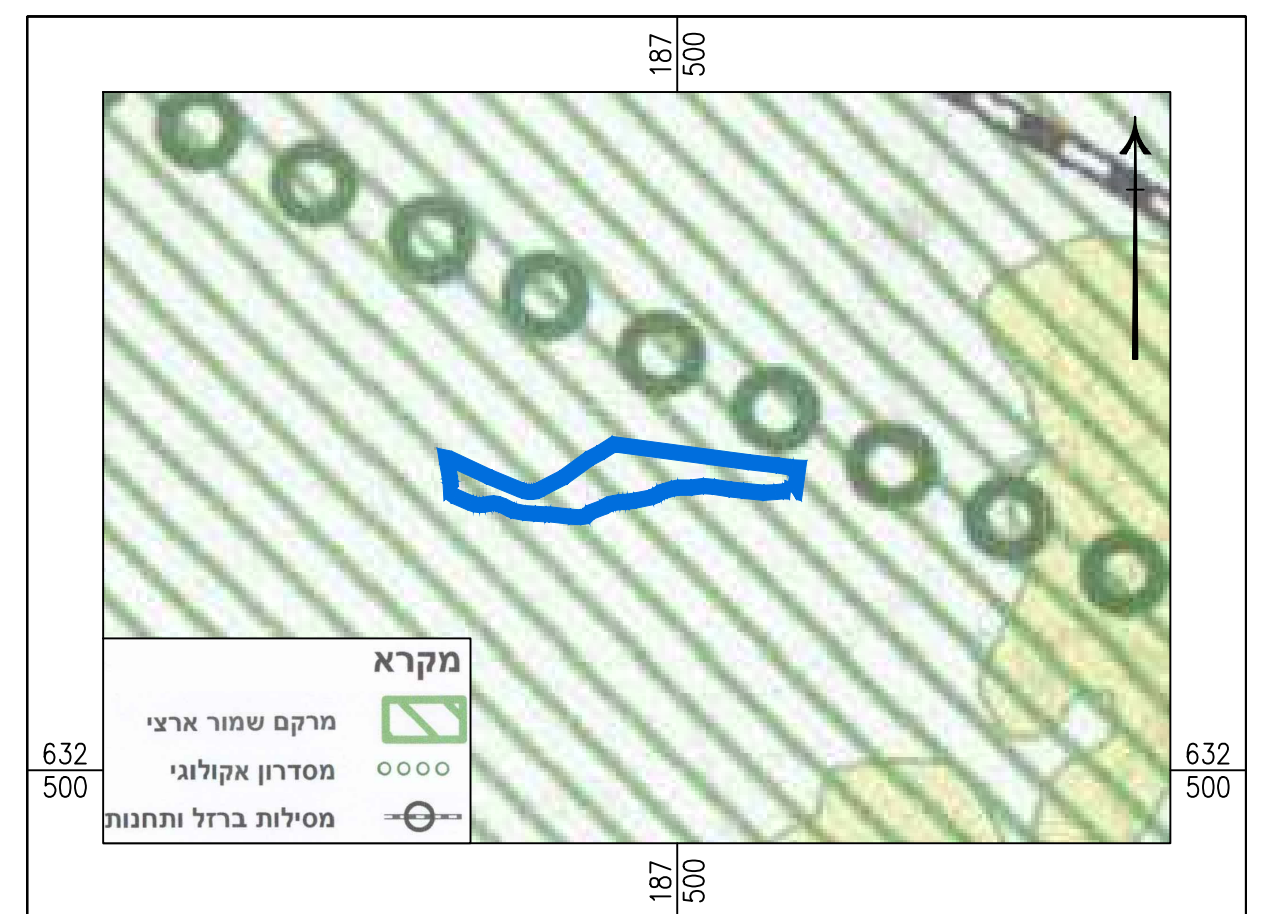 187 500
מקרא
מרקם שמור ארצי
מסדרון אקולוגי
מסילות ברזל ותחנות
632
500
632
500
187 500